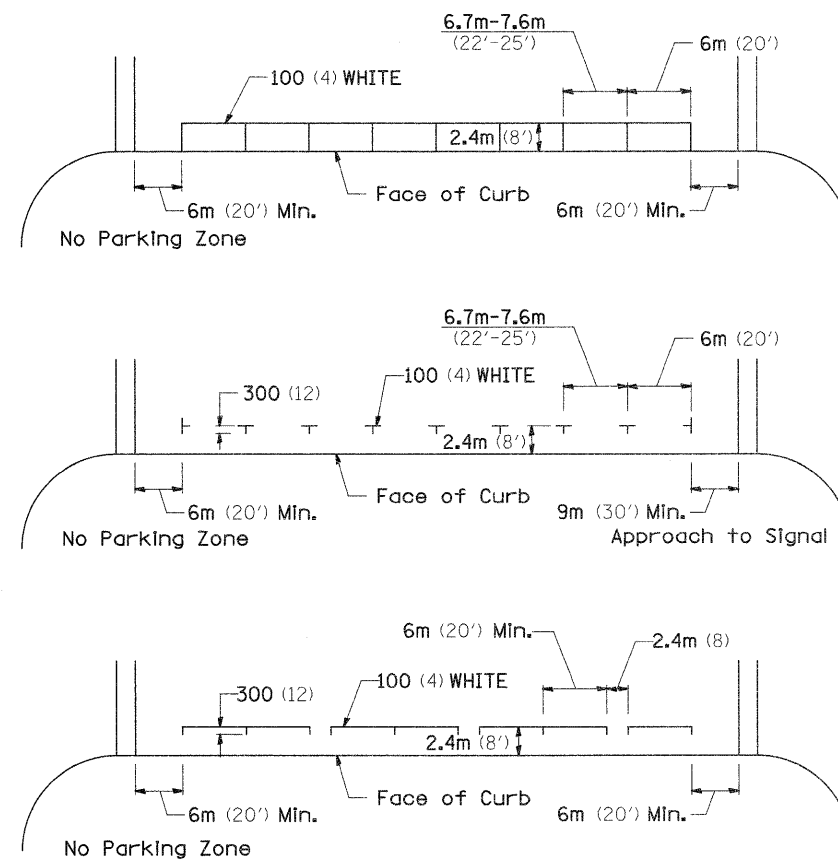 6.7m-7.6m
(22'-25')
6m (20')
100 (4) WHITE
2.4m (8')
Face of Curb
6m (20') Min.
6m (20') Min.
No Parking Zone
6.7m-7.6m
(22'-25')
6m (20')
300 (12)
100 (4) WHITE
2.4m (8')
Face of Curb
6m (20') Min.
9m (30') Min.
No Parking Zone
Approach to Signal
6m (20') Min.
2.4m (8)
300 (12)
100 (4) WHITE
2.4m (8')
Face of Curb
6m (20') Min.
6m (20') Min.
No Parking Zone